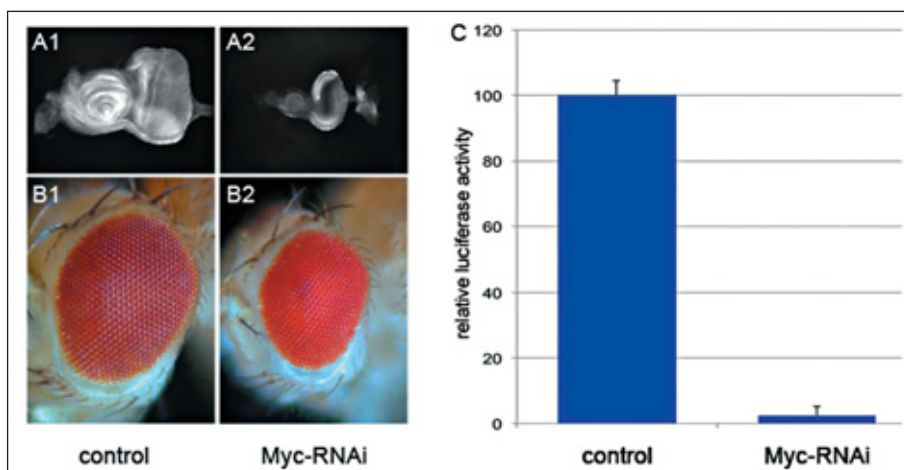 A1
A2
B1
B2
control
Myc-RNAi
C
relative luciferase activity
120
100
80
60
40
20
0
control
Myc-RNAi